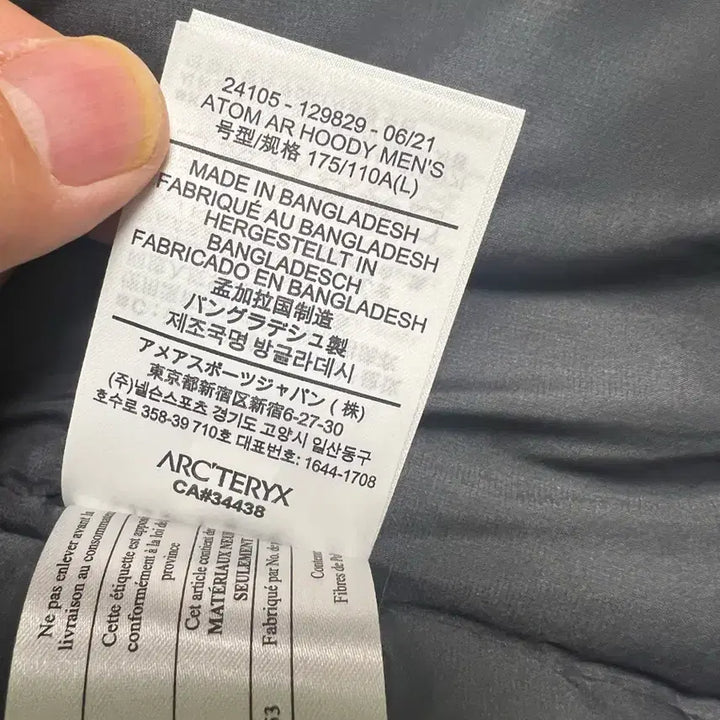 24105 - 129829 - 06/21
ATOM AR HOODY MEN'S
号型/规格 175/110A(L)
MADE IN BANGLADESH
FABRIQUÉ AU BANGLADESH
HERGESTELLT IN
BANGLADESCH
FABRICADO EN BANGLADESH
孟加拉国制造
バングラデシュ製
제조국명 방글라데시
アメアスポーツジャパン ( 株)
東京都新宿区新宿6-27-30
(주)넬슨스포츠 경기도 고양시 일산동구
호수로 358-39 710호 대표번호: 1644-1708
ARC'TERYX
CA#34438
Ne pas enlever avant la
livraison au consommat
Cette étiquette est appo
conformément à la loi de
province
Cet article contient de
MATERIAUX NEUF
SEULEMENT
Fabriqué par No. de
Contenu
Fibres de